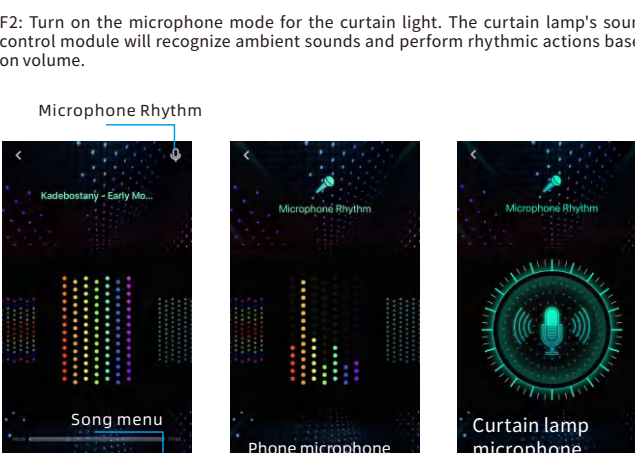 F2: Turn on the microphone mode for the curtain light. The curtain lamp's soun
control module will recognize ambient sounds and perform rhythmic actions base
on volume.
Microphone Rhythm
Kadebostany - Early Mo...
Microphone Rhythm
Microphone Rhythm
Song menu
Phone microphone
Curtain lamp
microphone